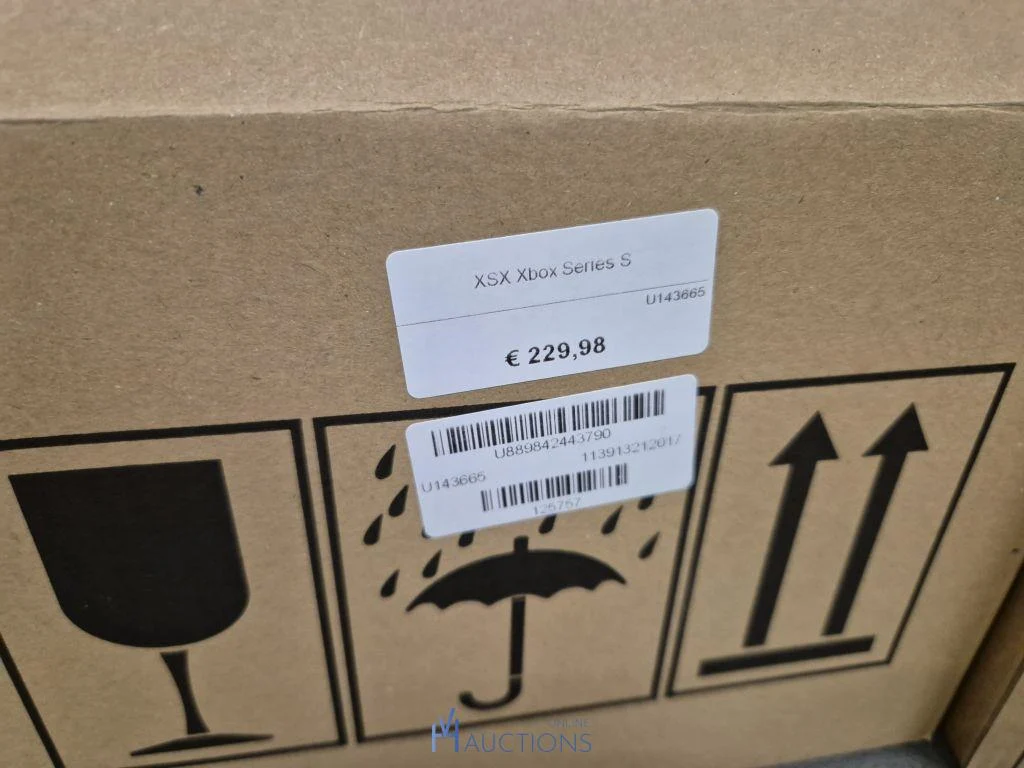 XSX Xbox Series S
U143665
€ 229,98
U889842443790
113913212017
U143665
125757
ONLINE
AUCTIONS